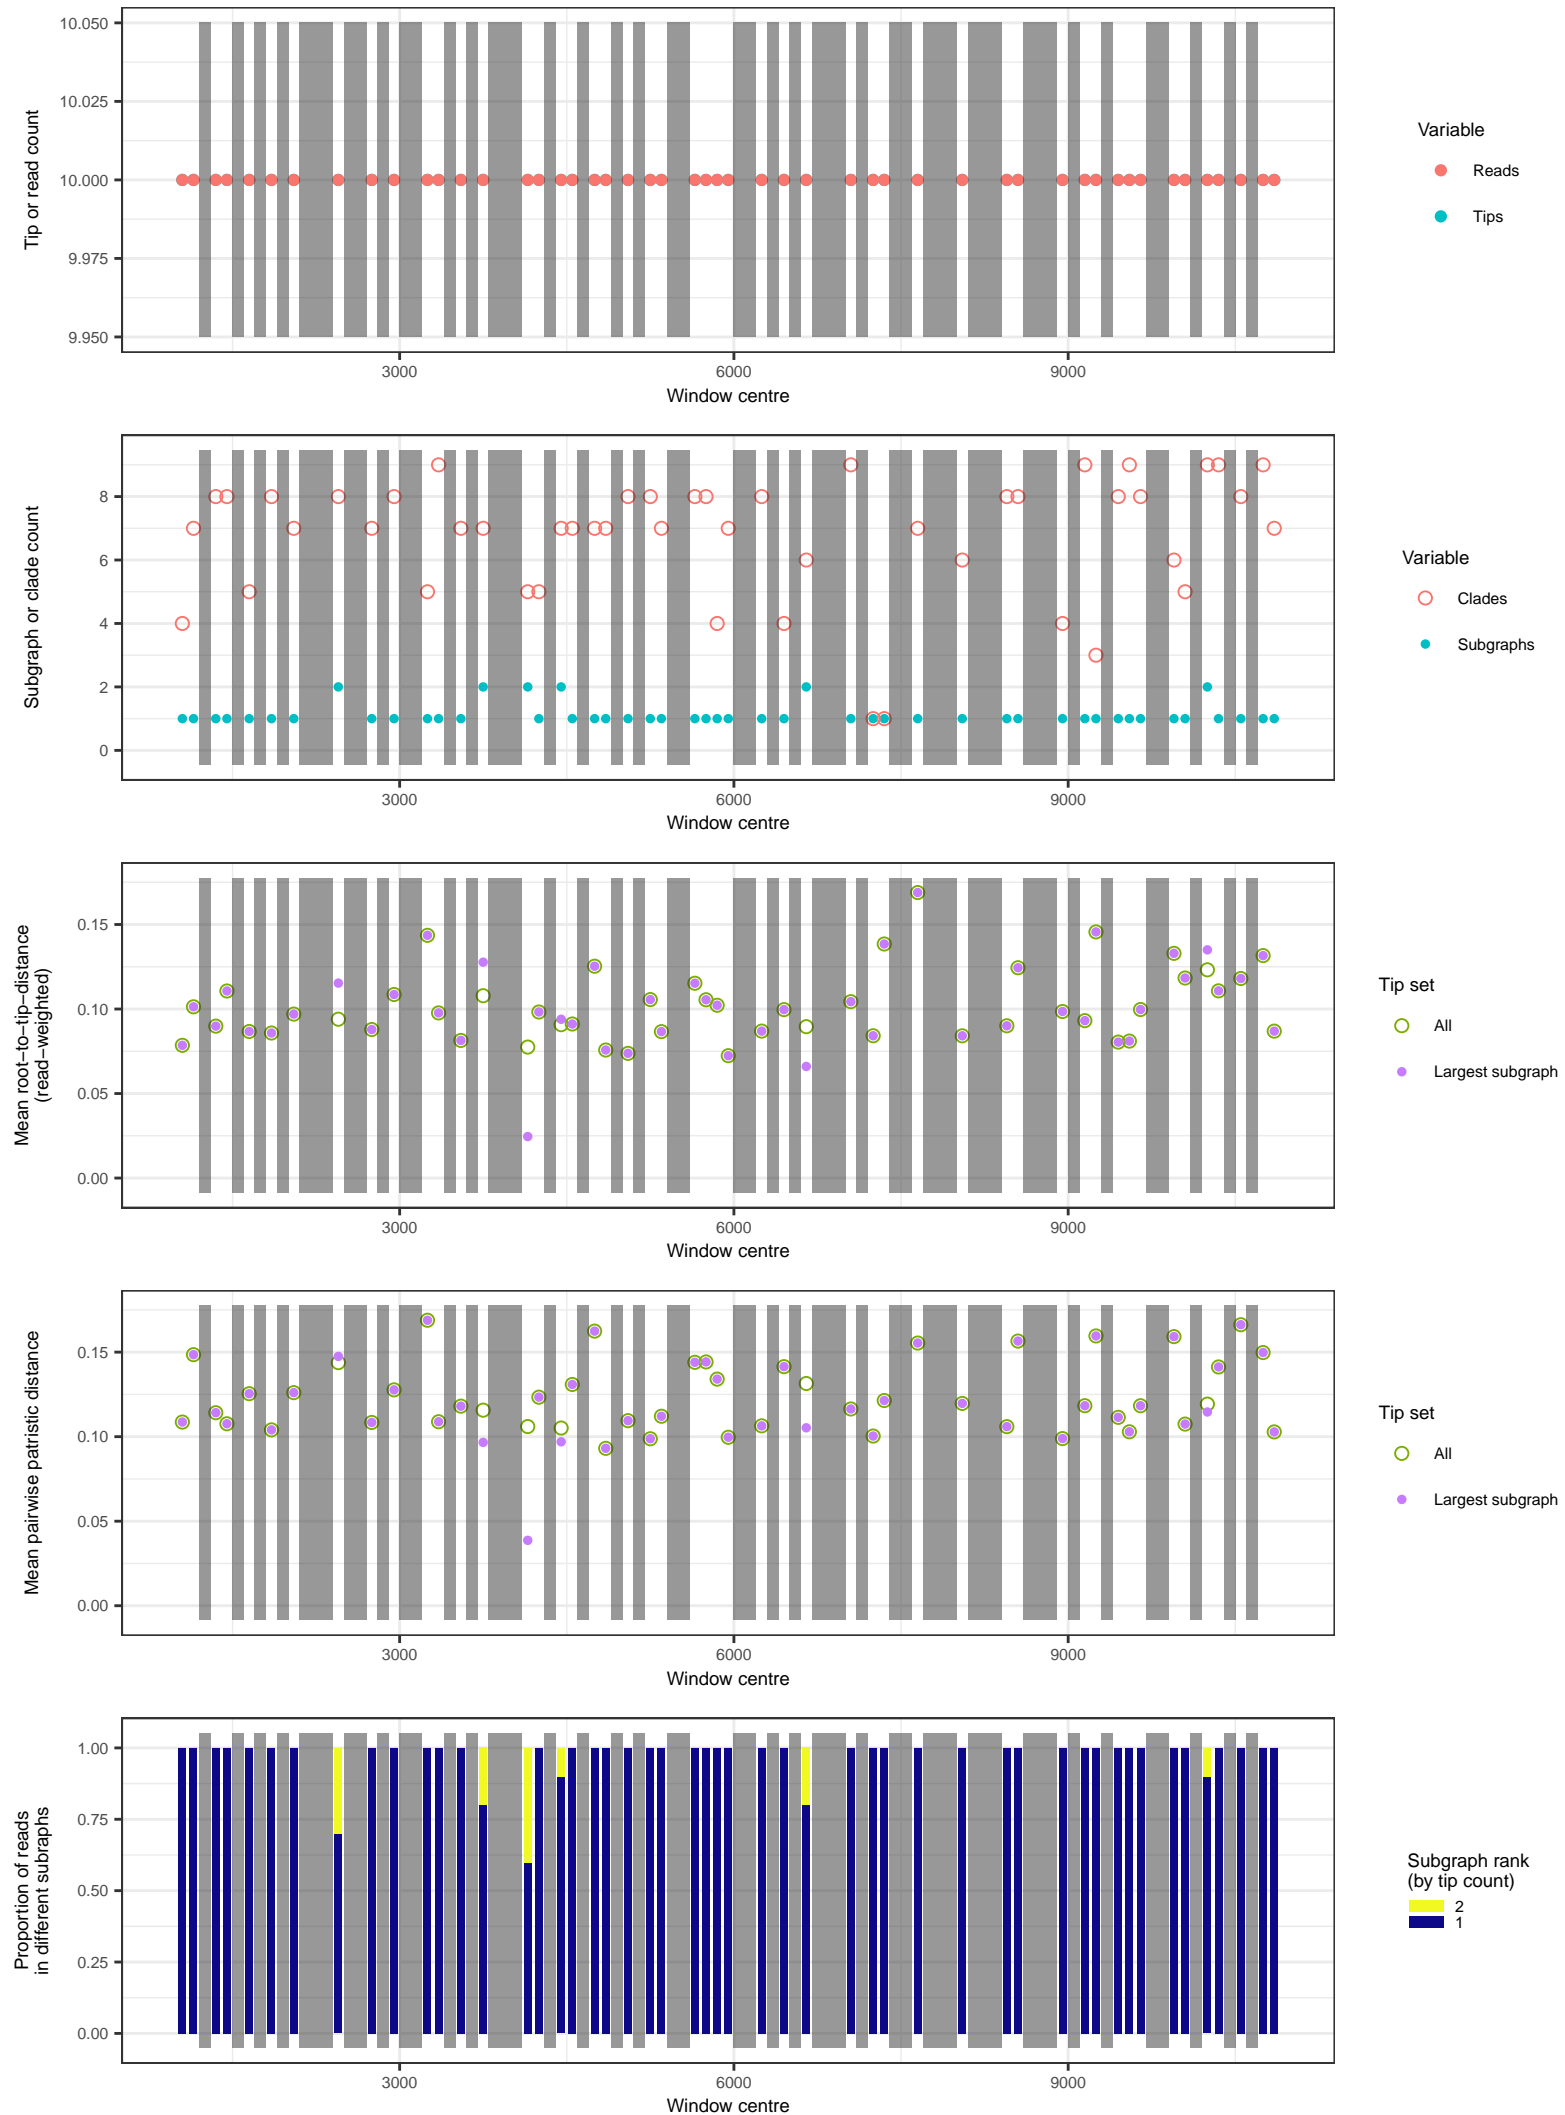 Tip or read count
10.050
10.025
10.000
9.975
9.950
3000 6000 9000
Window centre
Variable
Reads
Tips
Subgraph or clade count
8
6
4
2
0
3000 6000 9000
Window centre
Variable
Clades
Subgraphs
Mean root−to−tip−distance
(read−weighted)
0.15
0.10
0.05
0.00
3000 6000 9000
Window centre
Tip set
All
Largest subgraph
Mean pairwise patristic distance
0.15
0.10
0.05
0.00
3000 6000 9000
Window centre
Tip set
All
Largest subgraph
Proportion of reads
in different subraphs
1.00
0.75
0.50
0.25
0.00
3000 6000 9000
Window centre
Subgraph rank
(by tip count)
2
1